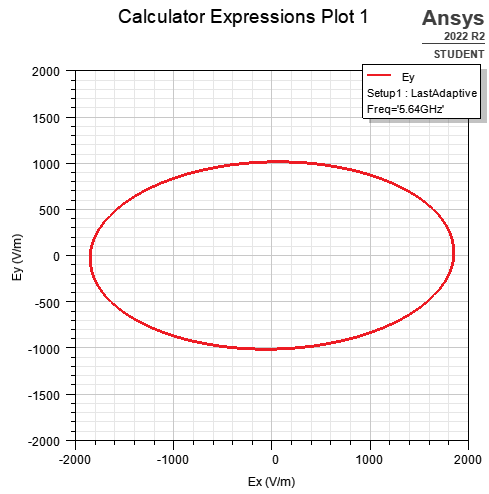 Calculator Expressions Plot 1
Ansys
2022 R2
STUDENT
Ey
Setup1 : LastAdaptive
Freq='5.64GHz'
2000
1500
1000
500
0
-500
-1000
-1500
-2000
Ey (V/m)
-2000 -1000 0 1000 2000
Ex (V/m)